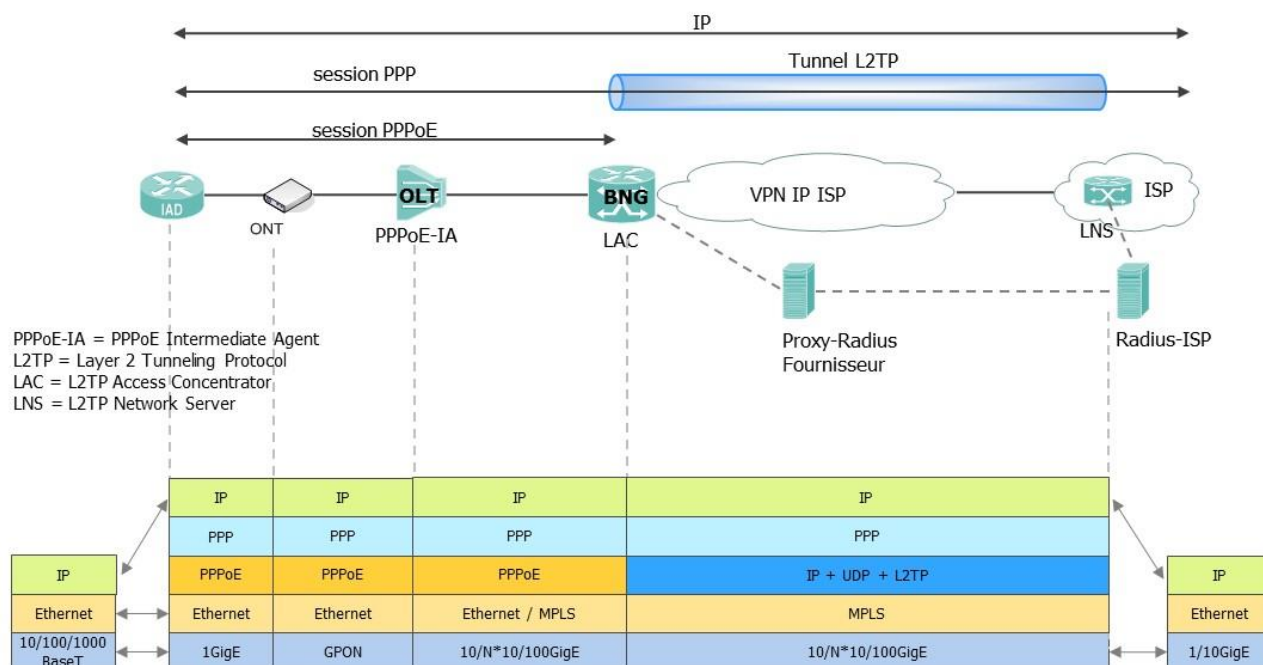 IP
Tunnel L2TP
session PPP
session PPPoE
IAD
ONT
OLT
PPPoE-IA
BNG
LAC
VPN IP ISP
ISP
LNS
Proxy-Radius
Fournisseur
Radius-ISP
PPPoE-IA = PPPoE Intermediate Agent
L2TP = Layer 2 Tunneling Protocol
LAC = L2TP Access Concentrator
LNS = L2TP Network Server
IP IP IP IP
PPP PPP PPP PPP
IP PPPoE PPPoE PPPoE IP + UDP + L2TP IP
Ethernet Ethernet Ethernet Ethernet / MPLS MPLS Ethernet
10/100/1000
BaseT
1GigE GPON 10/N*10/100GigE 10/N*10/100GigE 1/10GigE